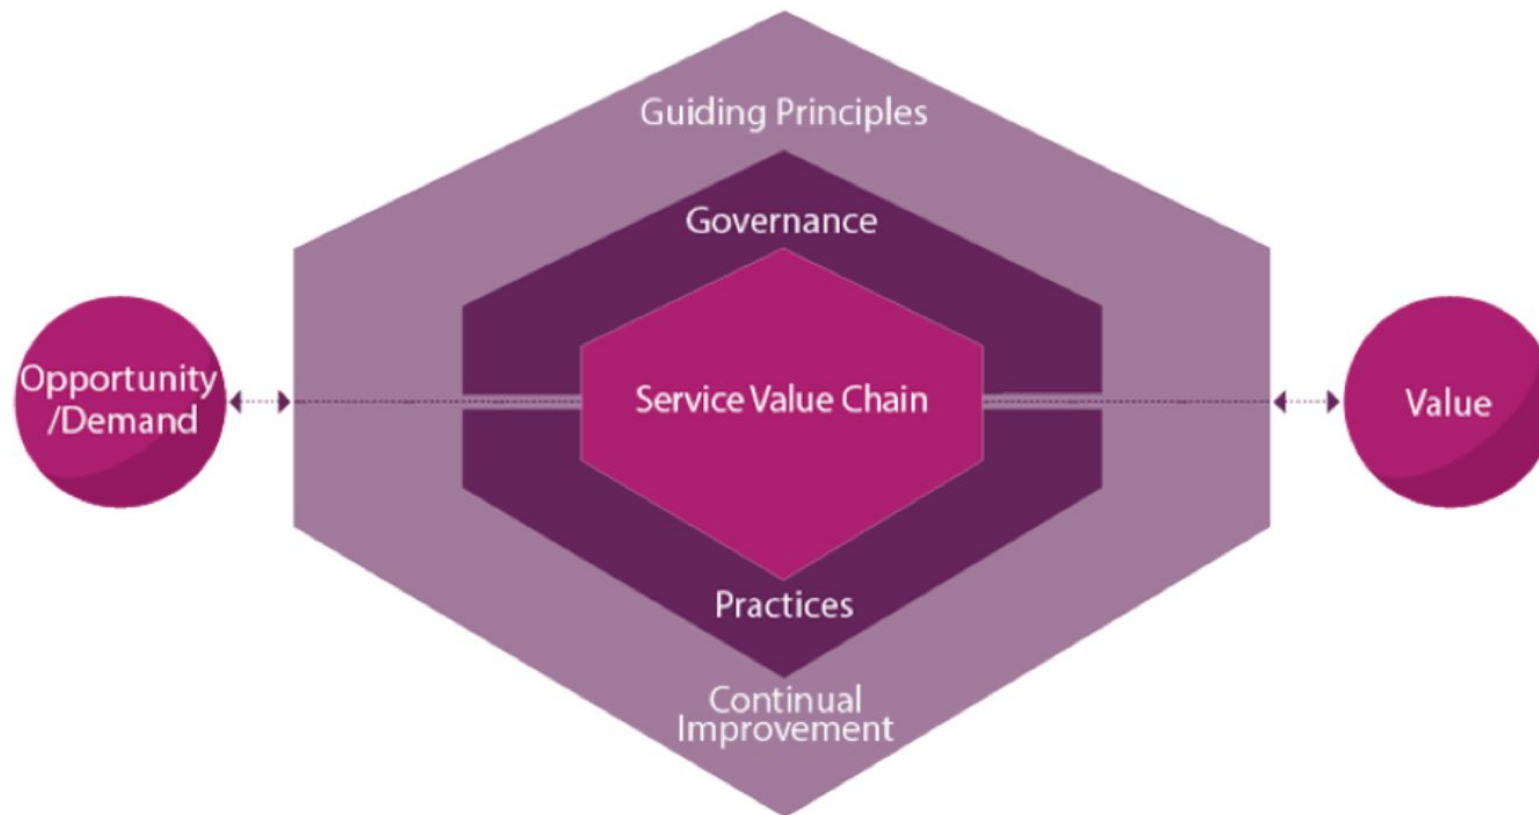 Guiding Principles
Governance
Opportunity
/Demand
Service Value Chain
Value
Practices
Continual
Improvement